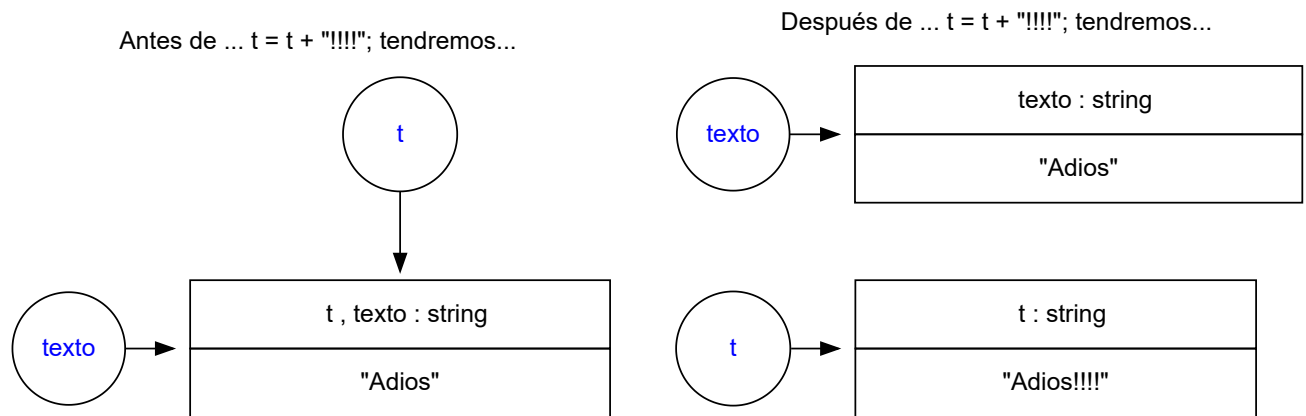 Antes de ... t = t + "!!!!"; tendremos...
t
texto
t , texto : string
"Adios"
Después de ... t = t + "!!!!"; tendremos...
texto
texto : string
"Adios"
t
t : string
"Adios!!!!"